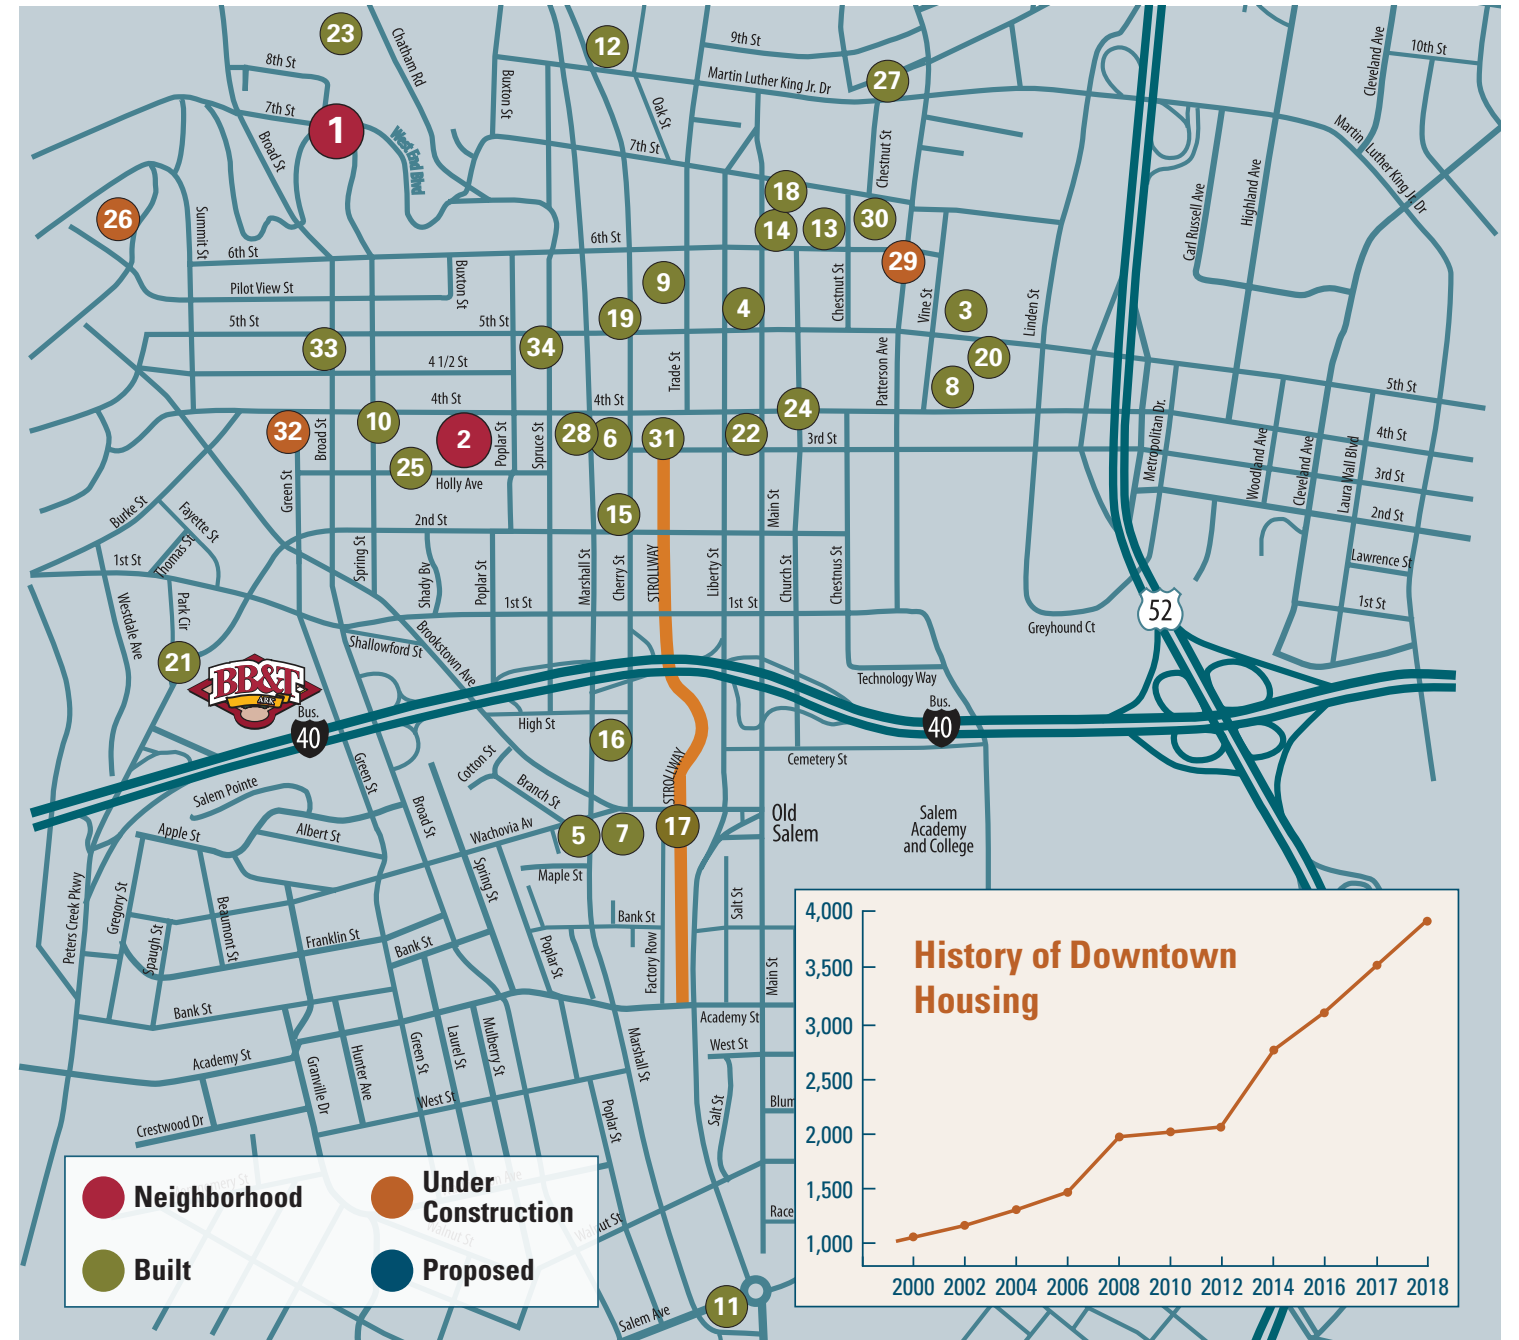 23
12
9th St
Cleveland Ave
10th St
8th St
Chatham Rd
Buxton St
Martin Luther King Jr. Dr
27
7th St
1
Broad St
West End Blvd
Oak St
7th St
Chestnut St
Martin Luther King Jr. Dr
26
Summit St
18
14
13
30
Carl Russell Ave
Highland Ave
6th St
6th St
29
Pilot View St
Buxton St
9
4
Chestnut St
Vine St
3
Linden St
5th St
5th St
19
33
34
4 1/2 St
Trade St
Patterson Ave
20
8
5th St
4th St
4th St
24
32
Broad St
10
2
Poplar St
Spruce St
28
6
31
22
3rd St
Metropolitan Dr.
Woodland Ave
Cleveland Ave
Laura Wall Blvd
4th St
3rd St
2nd St
25
Holly Ave
Green St
Burke St
Fayette St
Thomas St
1st St
2nd St
15
Main St
Spring St
Shady Bv
Poplar St
Marshall St
Cherry St
STROLLWAY
Liberty St
Church St
Chestnus St
Lawrence St
1st St
1st St
1st St
52
Greyhound Ct
Westdale Ave
Park Cir
Shallowford St
Brookstown Ave
21
BB&T
Technology Way
Bus.
40
Bus.
40
High St
16
Cemetery St
Cotton St
Branch St
STROLLWAY
Green St
Broad St
Salem Pointe
Apple St
Albert St
Wachovia Av
5
7
17
Old
Salem
Salem
Academy
and College
Maple St
Spring St
Peters Creek Pkwy
Gregory St
Spaugh St
Beaumont St
Franklin St
Bank St
Poplar St
Bank St
Factory Row
Salt St
Main St
Bank St
Academy St
Academy St
West St
Granville Dr
Hunter Ave
Green St
Laurel St
Mulberry St
Marshall St
West St
Poplar St
Salt St
Blum
Crestwood Dr
Race
Walnut St
Walnut St
11
Salem Ave
Neighborhood
Under
Construction
Built
Proposed
History of Downtown
Housing
4,000
3,500
3,000
2,500
2,000
1,500
1,000
2000 2002 2004 2006 2008 2010 2012 2014 2016 2017 2018